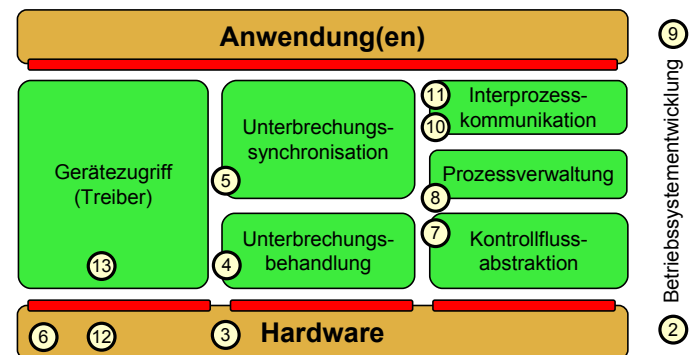 Anwendung(en)
9
Gerätezugriff
(Treiber)
13
Unterbrechungs-
synchronisation
5
Unterbrechungs-
behandlung
4
11
Interprozess-
kommunikation
10
Prozessverwaltung
8
7
Kontrollfluss-
abstraktion
Betriebssystementwicklung
6
12
3
Hardware
2